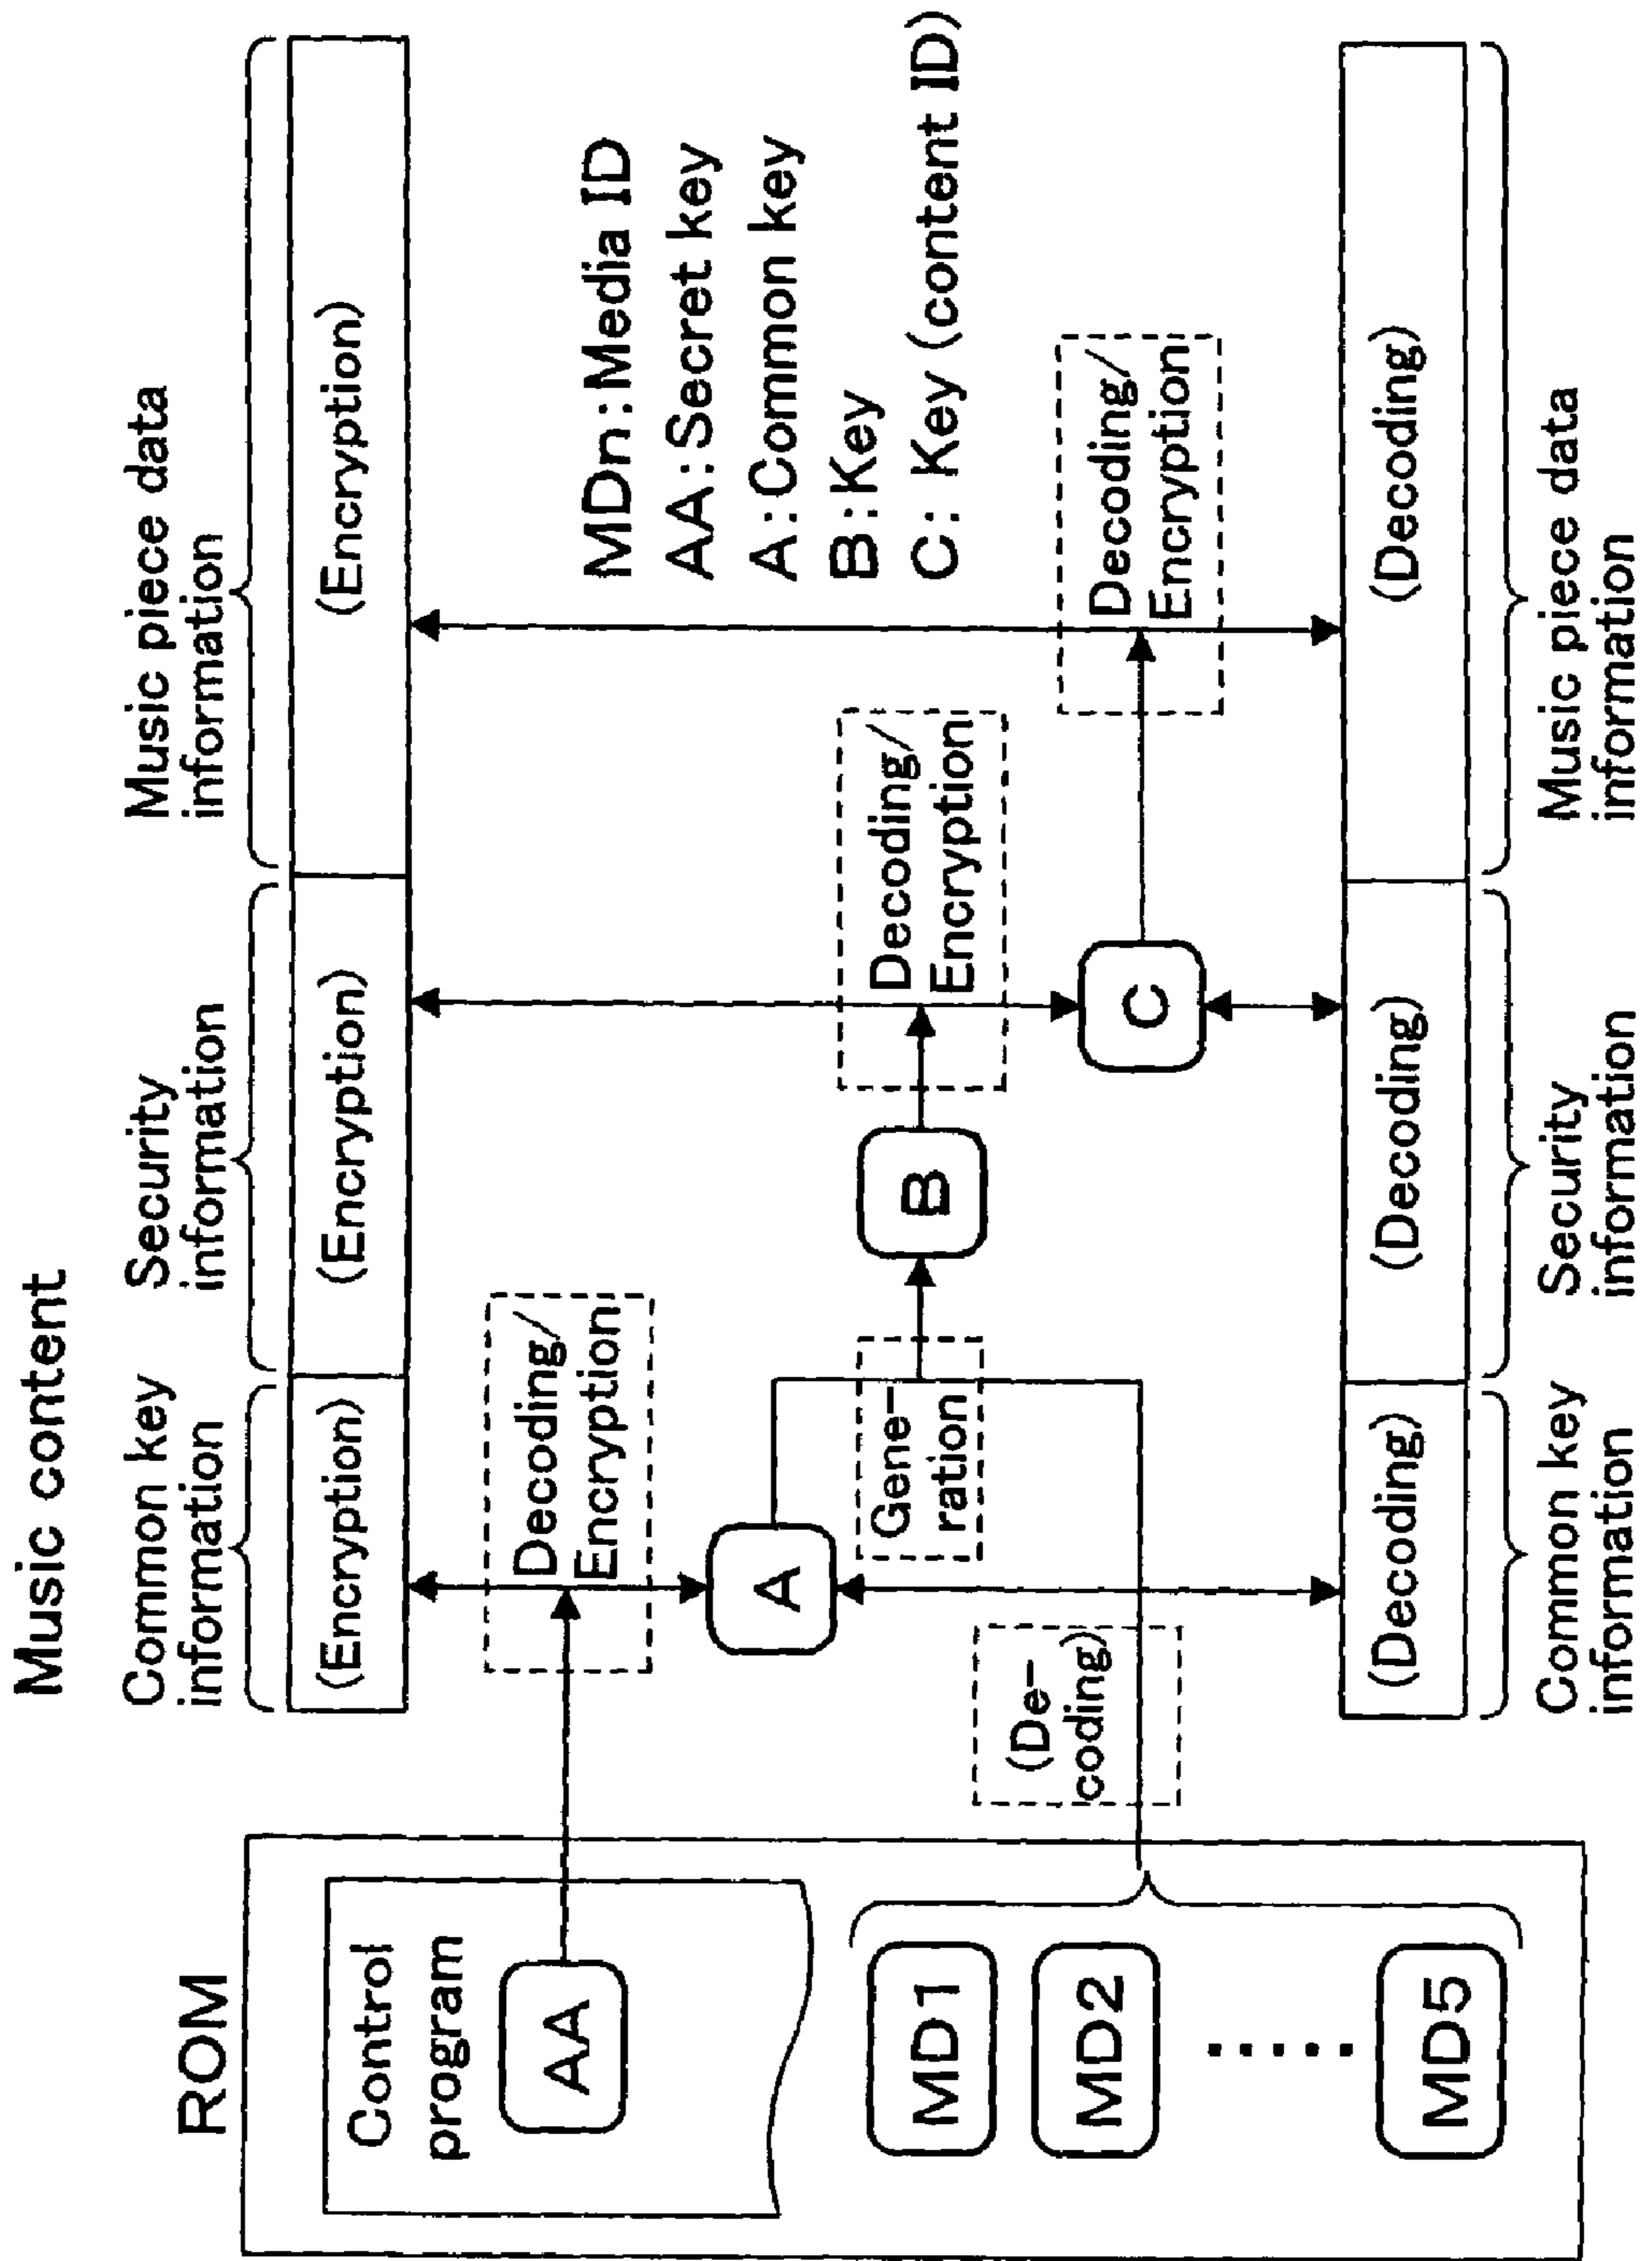 Music content
Common key
information
Security
information
Music piece data
information
(Encryption)
(Encryption)
(Encryption)
ROM
Control
program
AA
Decoding/
Encryption
MDn:Media ID
AA:Secret key
A:Common key
B:Key
C: Key (content ID)
A
Gene-
ration
B
Decoding/
Encryption
MD1
MD2
MD5
(De-
coding)
C
Decoding/
Encryption
(Decoding)
(Decoding)
(Decoding)
Common key
information
Security
information
Music piece data
information